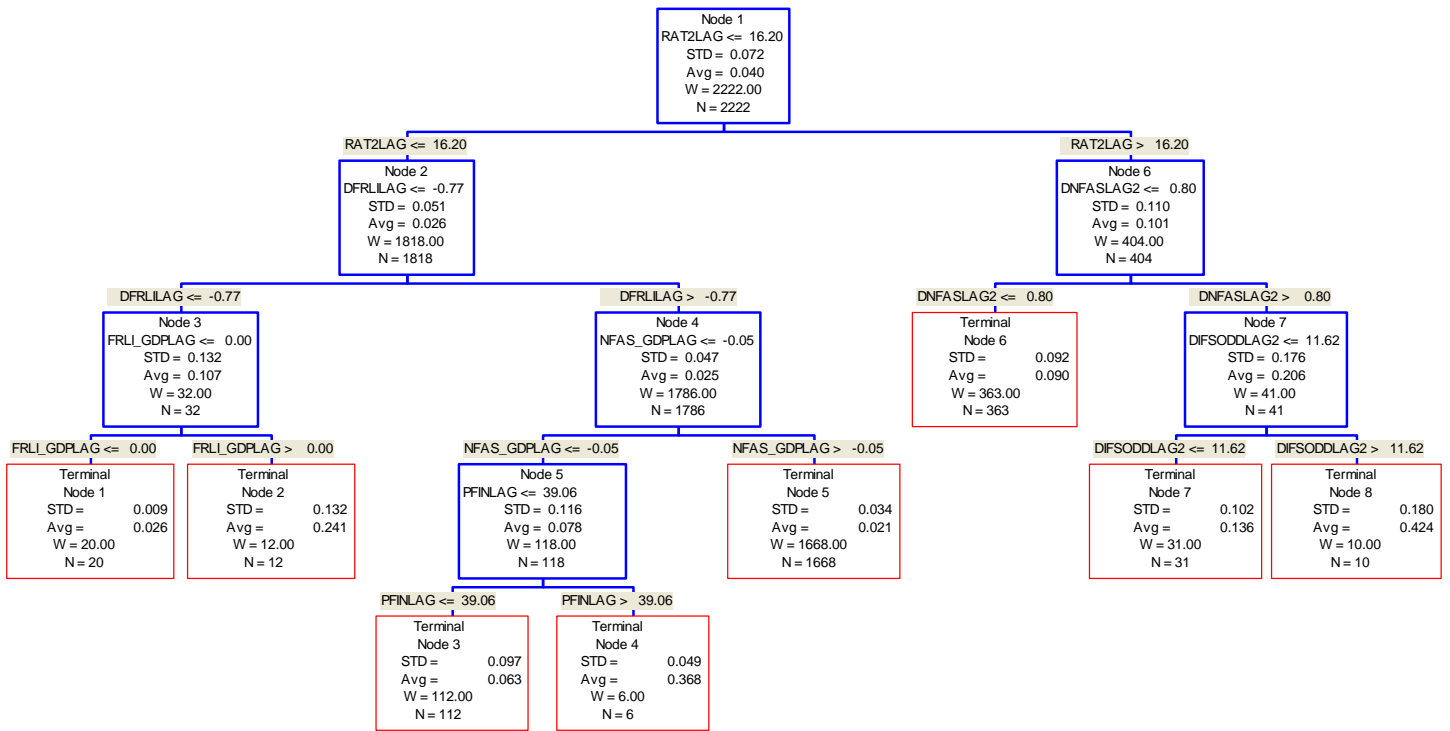 Node 1
RAT2LAG <= 16.20
STD = 0.072
Avg = 0.040
W = 2222.00
N = 2222
RAT2LAG <= 16.20
RAT2LAG > 16.20
Node 2
DFRLILAG <= -0.77
STD = 0.051
Avg = 0.026
W = 1818.00
N = 1818
Node 6
DNFASLAG2 <= 0.80
STD = 0.110
Avg = 0.101
W = 404.00
N = 404
DFRLILAG <= -0.77
DFRLILAG > -0.77
DNFASLAG2 <= 0.80
DNFASLAG2 > 0.80
Node 3
FRLI_GDPLAG <= 0.00
STD = 0.132
Avg = 0.107
W = 32.00
N = 32
Node 4
NFAS_GDPLAG <= -0.05
STD = 0.047
Avg = 0.025
W = 1786.00
N = 1786
Terminal
Node 6
STD = 0.092
Avg = 0.090
W = 363.00
N = 363
Node 7
DIFSODDLAG2 <= 11.62
STD = 0.176
Avg = 0.206
W = 41.00
N = 41
FRLI_GDPLAG <= 0.00
FRLI_GDPLAG > 0.00
NFAS_GDPLAG <= -0.05
NFAS_GDPLAG > -0.05
DIFSODDLAG2 <= 11.62
DIFSODDLAG2 > 11.62
Terminal
Node 1
STD = 0.009
Avg = 0.026
W = 20.00
N = 20
Terminal
Node 2
STD = 0.132
Avg = 0.241
W = 12.00
N = 12
Node 5
PFINLAG <= 39.06
STD = 0.116
Avg = 0.078
W = 118.00
N = 118
Terminal
Node 5
STD = 0.034
Avg = 0.021
W = 1668.00
N = 1668
Terminal
Node 7
STD = 0.102
Avg = 0.136
W = 31.00
N = 31
Terminal
Node 8
STD = 0.180
Avg = 0.424
W = 10.00
N = 10
PFINLAG <= 39.06
PFINLAG > 39.06
Terminal
Node 3
STD = 0.097
Avg = 0.063
W = 112.00
N = 112
Terminal
Node 4
STD = 0.049
Avg = 0.368
W = 6.00
N = 6